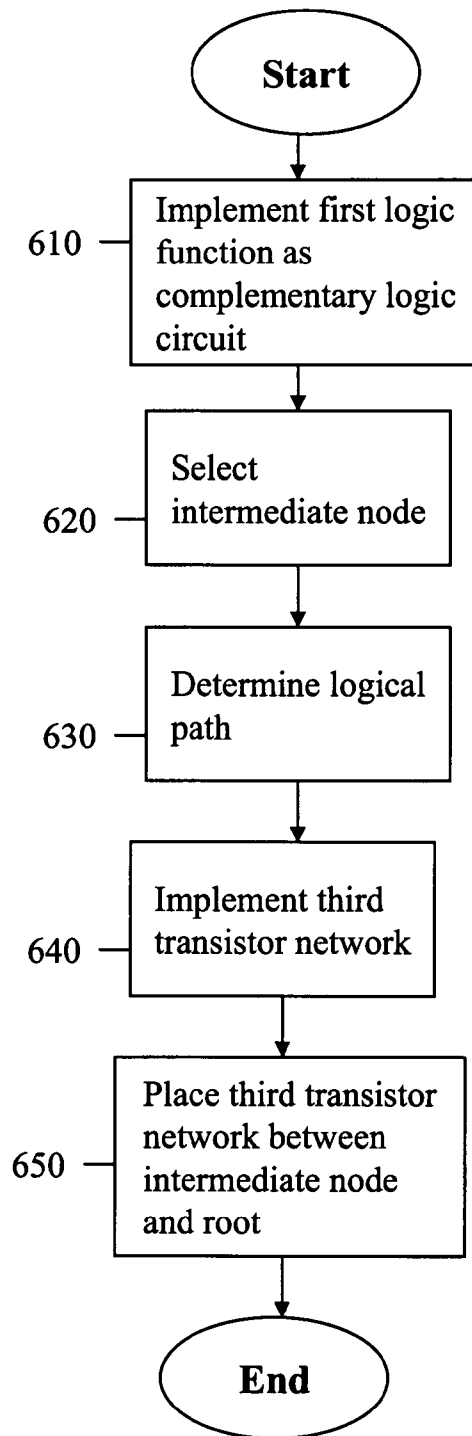 Start
610
Implement first logic
function as
complementary logic
circuit
620
Select
intermediate node
630
Determine logical
path
640
Implement third
transistor network
650
Place third transistor
network between
intermediate node
and root
End